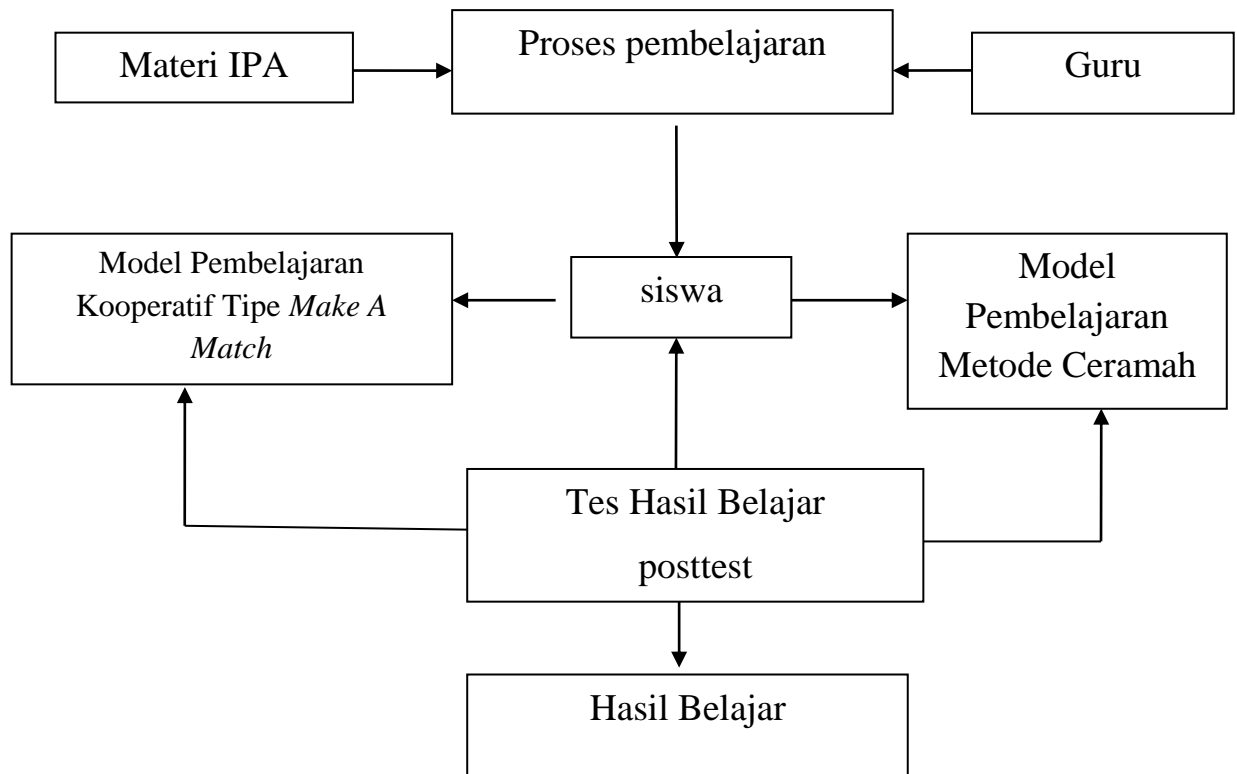 Materi IPA
Proses pembelajaran
Guru
Model Pembelajaran
Kooperatif Tipe Make A
Match
siswa
Model
Pembelajaran
Metode Ceramah
Tes Hasil Belajar
posttest
Hasil Belajar